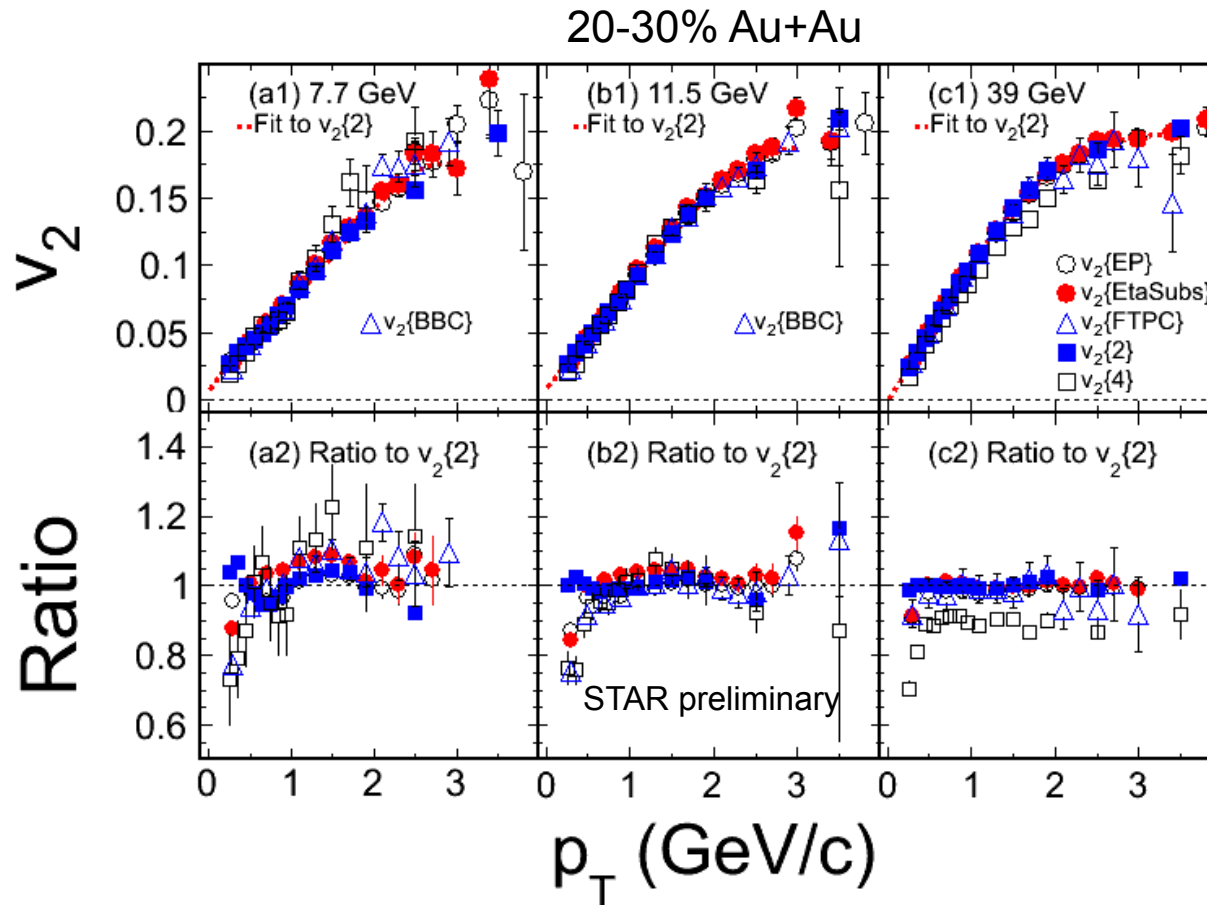 20-30% Au+Au
(a1) 7.7 GeV
Fit to v₂{2}
(b1) 11.5 GeV
Fit to v₂{2}
(c1) 39 GeV
Fit to v₂{2}
v₂
0.2
0.15
0.1
0.05
0
v₂{BBC}
v₂{BBC}
v₂{EP}
v₂{EtaSubs}
v₂{FTPC}
v₂{2}
v₂{4}
(a2) Ratio to v₂{2}
(b2) Ratio to v₂{2}
(c2) Ratio to v₂{2}
Ratio
1.4
1.2
1
0.8
0.6
STAR preliminary
0 1 2 3
0 1 2 3
0 1 2 3
p_T (GeV/c)